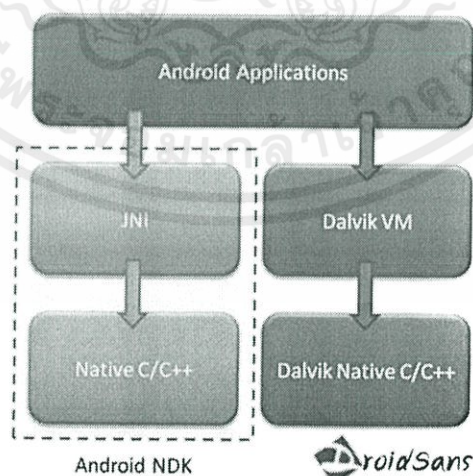 Android Applications
JNI
Dalvik VM
Native C/C++
Dalvik Native C/C++
Android NDK
DroidSans